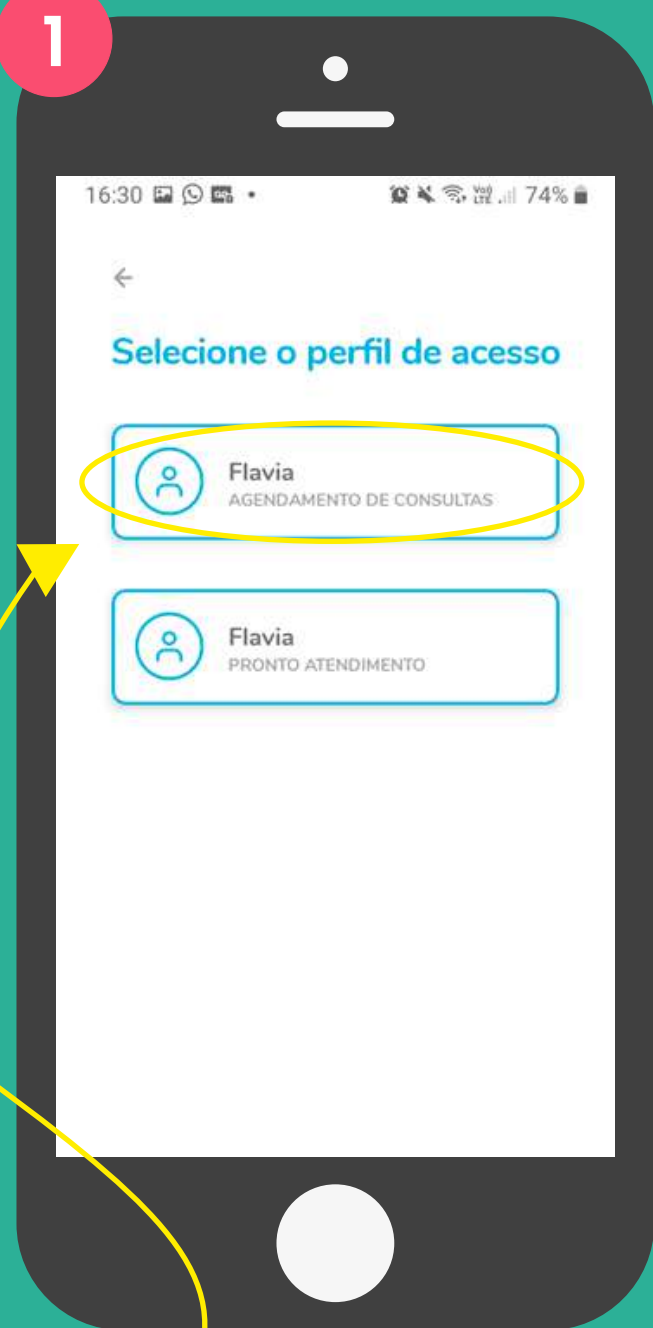 1
16:30 74%
Selecione o perfil de acesso
Flavia
AGENDAMENTO DE CONSULTAS
Flavia
PRONTO ATENDIMENTO